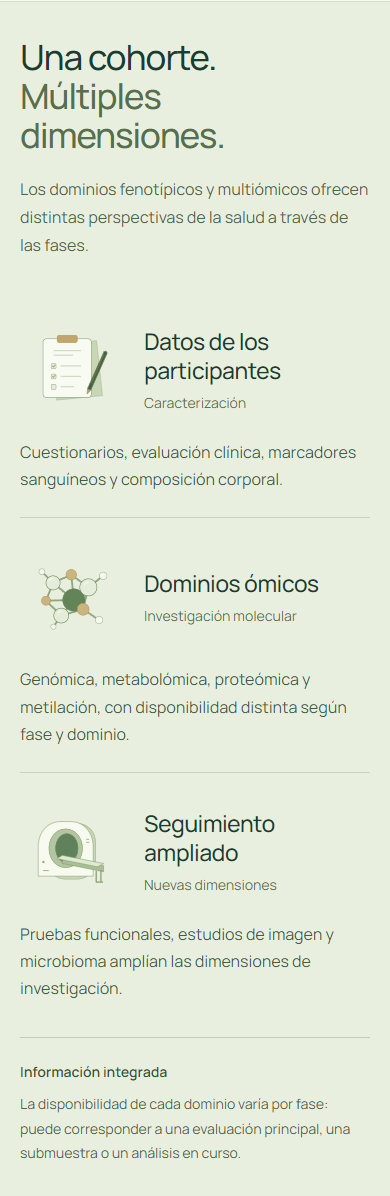 Una cohorte.
Múltiples
dimensiones.
Los dominios fenotípicos y multiómicos ofrecen
distintas perspectivas de la salud a través de
las fases.
Datos de los
participantes
Caracterización
Cuestionarios, evaluación clínica, marcadores
sanguíneos y composición corporal.
Dominios ómicos
Investigación molecular
Genómica, metabolómica, proteómica y
metilación, con disponibilidad distinta según
fase y dominio.
Seguimiento
ampliado
Nuevas dimensiones
Pruebas funcionales, estudios de imagen y
microbioma amplían las dimensiones de
investigación.
Información integrada
La disponibilidad de cada dominio varía por fase:
puede corresponder a una evaluación principal, una
submuestra o un análisis en curso.